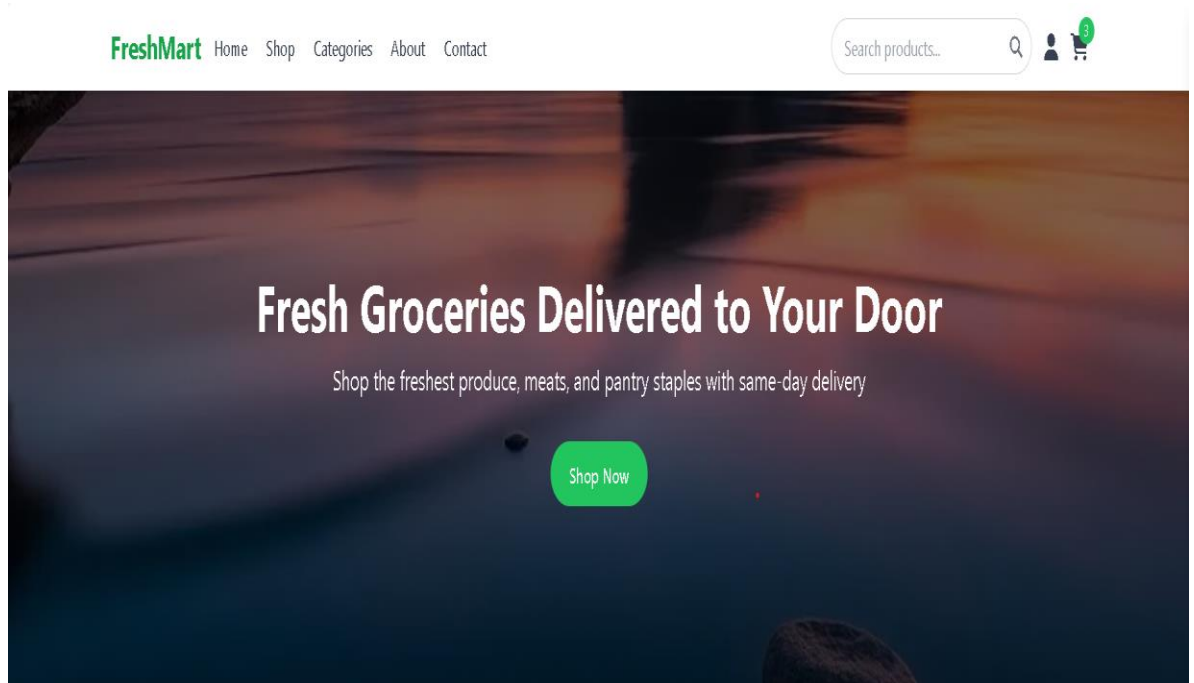 FreshMart Home Shop Categories About Contact Search products... 3
Fresh Groceries Delivered to Your Door
Shop the freshest produce, meats, and pantry staples with same-day delivery
Shop Now